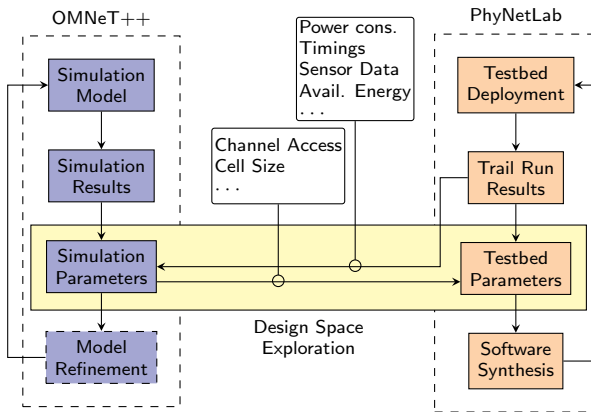 OMNeT++
PhyNetLab
Power cons.
Timings
Sensor Data
Avail. Energy
. . .
Simulation
Model
Testbed
Deployment
Channel Access
Cell Size
. . .
Simulation
Results
Trail Run
Results
Simulation
Parameters
Testbed
Parameters
Design Space
Exploration
Model
Refinement
Software
Synthesis